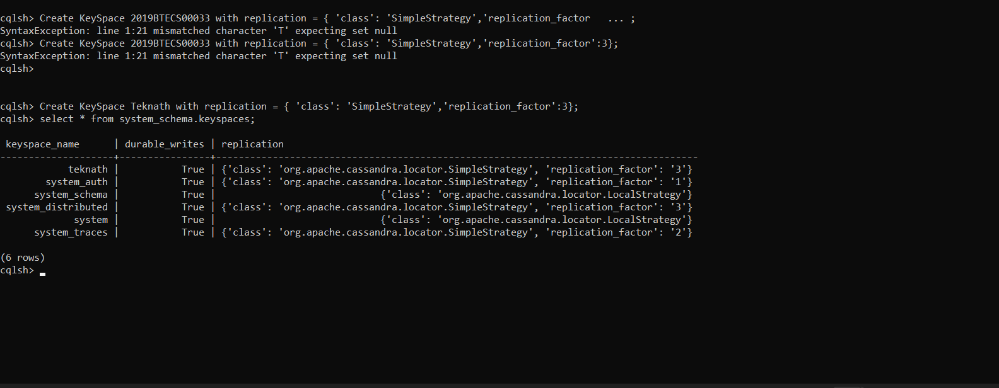 cqlsh> Create KeySpace 2019BTECS00033 with replication = { 'class': 'SimpleStrategy','replication_factor   ... ;
SyntaxException: line 1:21 mismatched character 'T' expecting set null
cqlsh> Create KeySpace 2019BTECS00033 with replication = { 'class': 'SimpleStrategy','replication_factor':3};
SyntaxException: line 1:21 mismatched character 'T' expecting set null
cqlsh>
cqlsh> Create KeySpace Teknath with replication = { 'class': 'SimpleStrategy','replication_factor':3};
cqlsh> select * from system_schema.keyspaces;
 keyspace_name      | durable_writes | replication
--------------------+----------------+-------------------------------------------------------------------------------------
            teknath |           True | {'class': 'org.apache.cassandra.locator.SimpleStrategy', 'replication_factor': '3'}
        system_auth |           True | {'class': 'org.apache.cassandra.locator.SimpleStrategy', 'replication_factor': '1'}
      system_schema |           True |                             {'class': 'org.apache.cassandra.locator.LocalStrategy'}
 system_distributed |           True | {'class': 'org.apache.cassandra.locator.SimpleStrategy', 'replication_factor': '3'}
             system |           True |                             {'class': 'org.apache.cassandra.locator.LocalStrategy'}
      system_traces |           True | {'class': 'org.apache.cassandra.locator.SimpleStrategy', 'replication_factor': '2'}
(6 rows)
cqlsh>